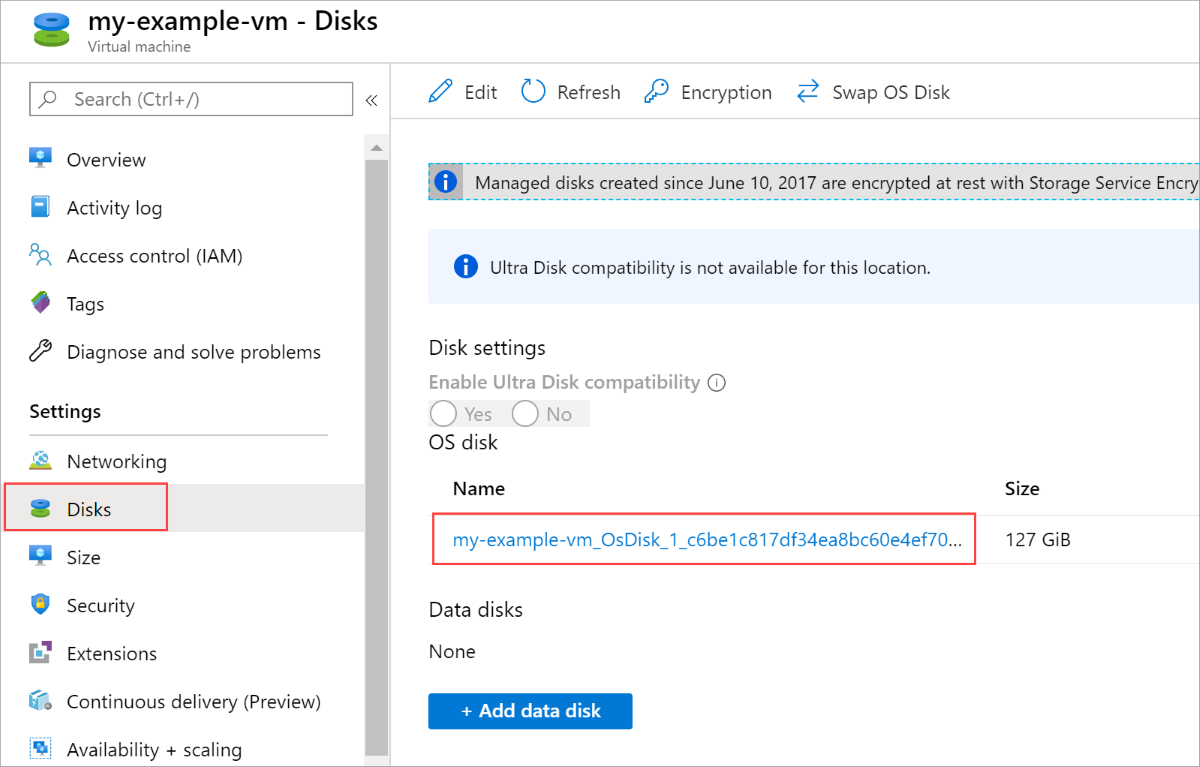 my-example-vm - Disks
Virtual machine
Search (Ctrl+/)
«
Overview
Activity log
Access control (IAM)
Tags
Diagnose and solve problems
Settings
Networking
Disks
Size
Security
Extensions
Continuous delivery (Preview)
Availability + scaling
Edit
Refresh
Encryption
Swap OS Disk
Managed disks created since June 10, 2017 are encrypted at rest with Storage Service Encry
Ultra Disk compatibility is not available for this location.
Disk settings
Enable Ultra Disk compatibility
Yes No
OS disk
Name Size
my-example-vm_OsDisk_1_c6be1c817df34ea8bc60e4ef70... 127 GiB
Data disks
None
+ Add data disk